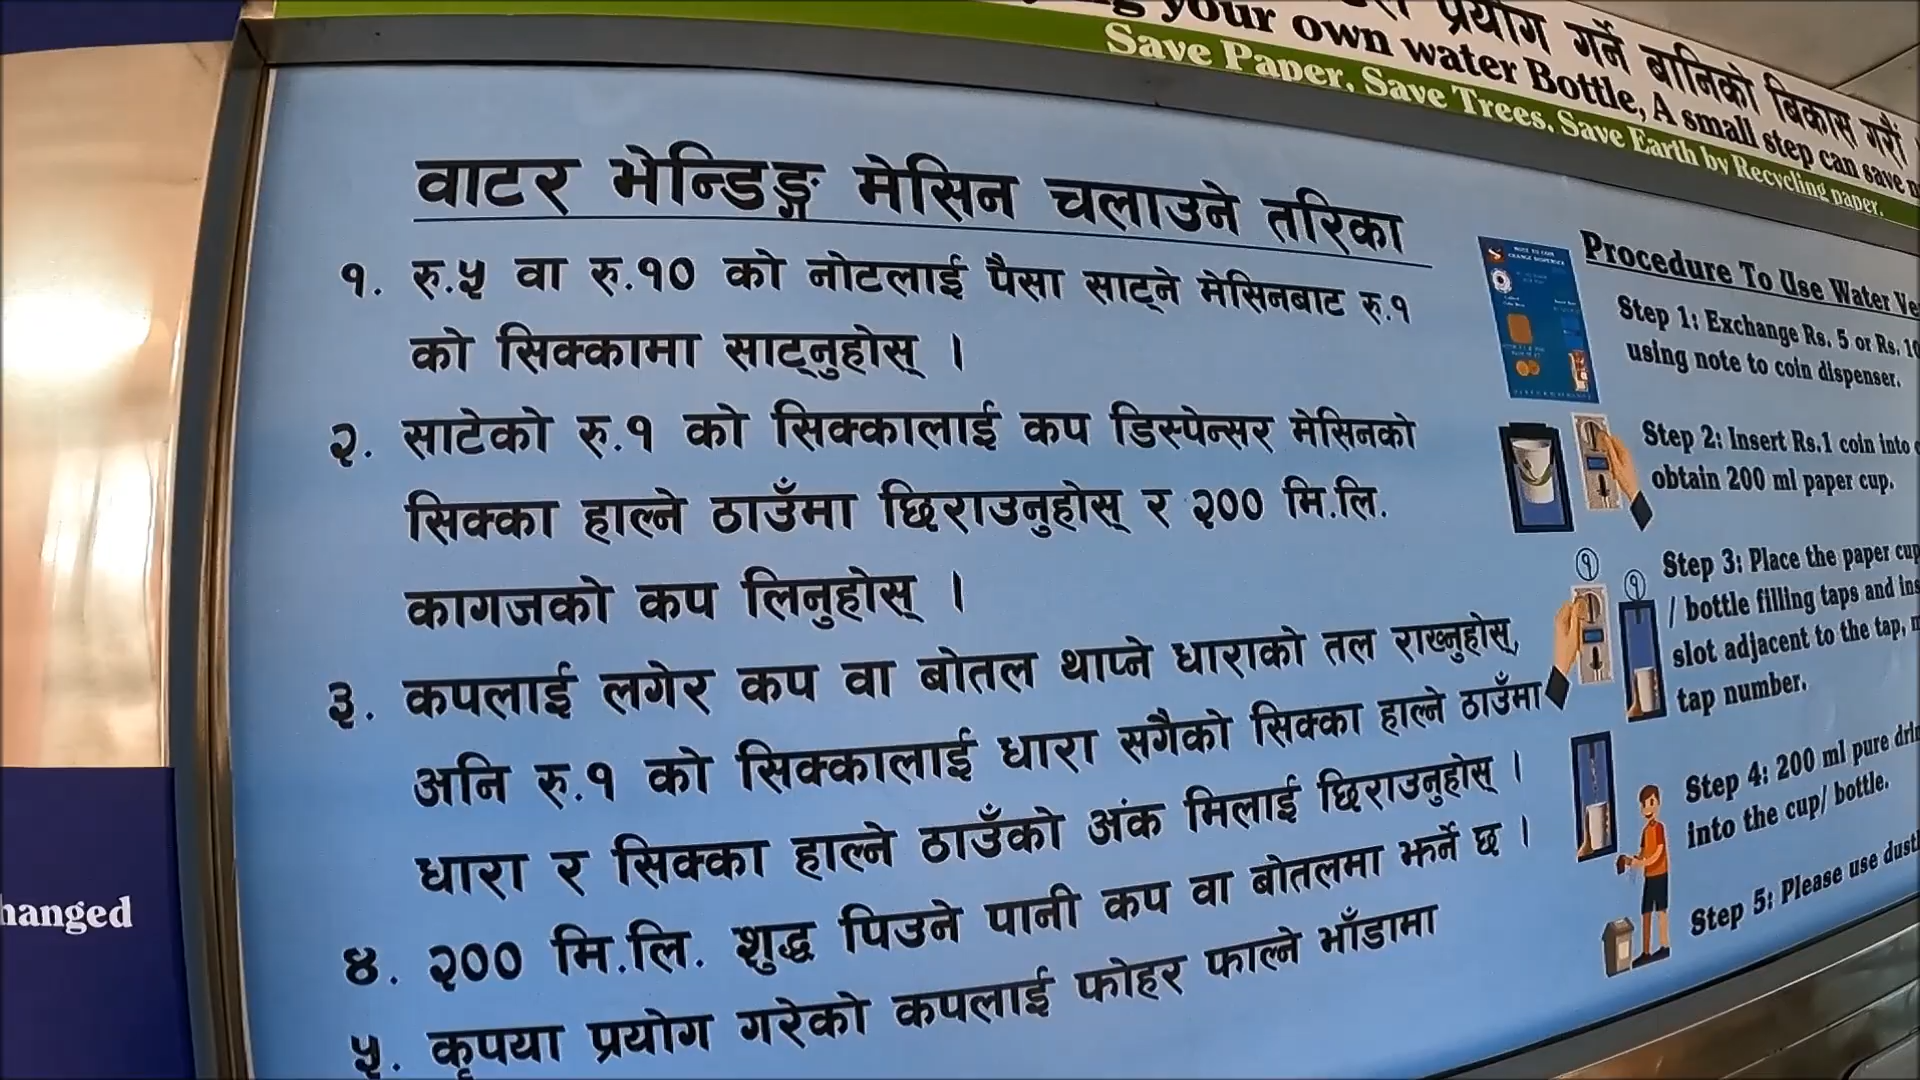 प्रयोग गर्ने बानिको बिकास गरौं
your own water Bottle, A small step can save
Save Paper, Save Trees, Save Earth by Recycling paper.
वाटर भेन्डिङ्ग मेसिन चलाउने तरिका
१. रु.५ वा रु.१० को नोटलाई पैसा साट्ने मेसिनबाट रु.१
को सिक्कामा साट्नुहोस् ।
२. साटेको रु.१ को सिक्कालाई कप डिस्पेन्सर मेसिनको
सिक्का हाल्ने ठाउँमा छिराउनुहोस् र २०० मि.लि.
कागजको कप लिनुहोस् ।
३. कपलाई लगेर कप वा बोतल थाप्ने धाराको तल राख्नुहोस्,
अनि रु.१ को सिक्कालाई धारा सगैको सिक्का हाल्ने ठाउँमा
धारा र सिक्का हाल्ने ठाउँको अंक मिलाई छिराउनुहोस् ।
४. २०० मि.लि. शुद्ध पिउने पानी कप वा बोतलमा झर्ने छ ।
५. कृपया प्रयोग गरेको कपलाई फोहर फाल्ने भाँडामा
Procedure To Use Water
Step 1: Exchange Rs. 5 or Rs.
using note to coin dispenser.
Step 2: Insert Rs.1 coin into
obtain 200 ml paper cup.
Step 3: Place the paper cup
/ bottle filling taps and
slot adjacent to the tap,
tap number.
Step 4: 200 ml pure
into the cup/ bottle.
Step 5: Please use
१
१
hanged